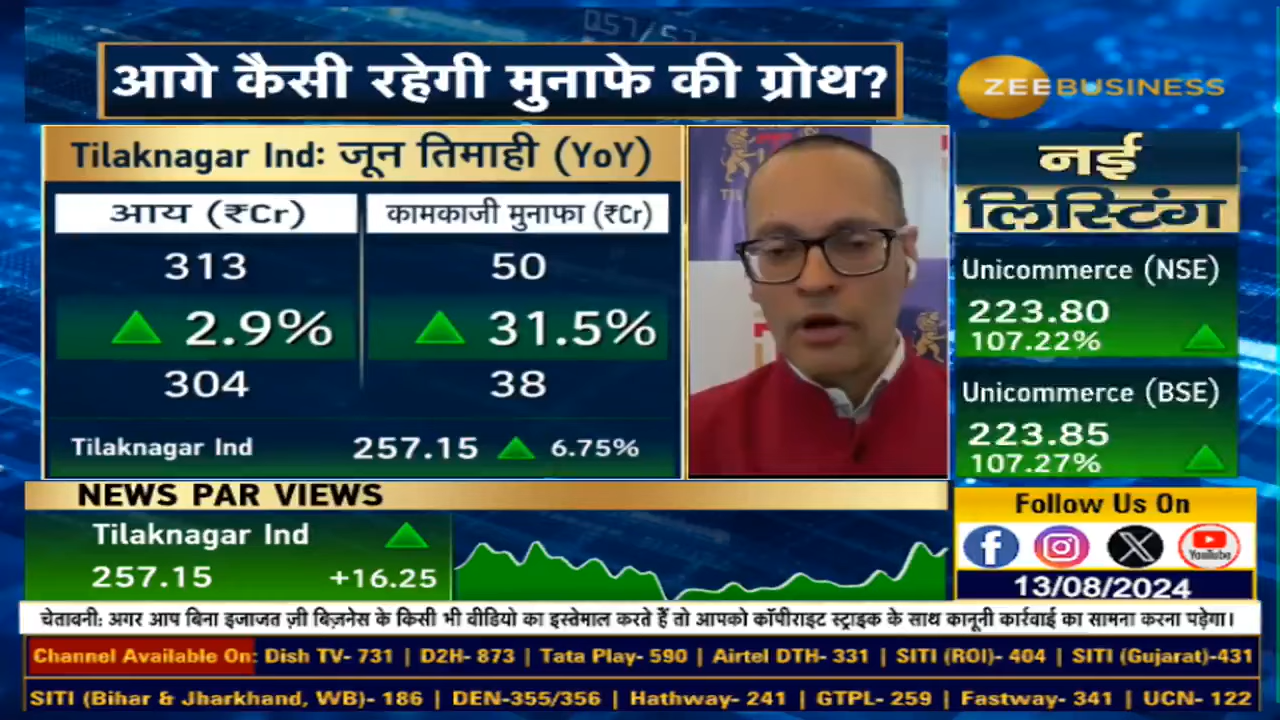 आगे कैसी रहेगी मुनाफे की ग्रोथ?
ZEEBUSINESS
Tilaknagar Ind: जून तिमाही (YoY)
आय (₹Cr)
कामकाजी मुनाफा (₹Cr)
313
50
▲ 2.9%
▲ 31.5%
304
38
Tilaknagar Ind 257.15 ▲ 6.75%
नई
लिस्टिंग
Unicommerce (NSE)
223.80
107.22%
Unicommerce (BSE)
223.85
107.27%
NEWS PAR VIEWS
Tilaknagar Ind
257.15 +16.25
Follow Us On
YouTube
13/08/2024
चेतावनी: अगर आप बिना इजाजत ज़ी बिज़नेस के किसी भी वीडियो का इस्तेमाल करते हैं तो आपको कॉपीराइट स्ट्राइक के साथ कानूनी कार्रवाई का सामना करना पड़ेगा।
Channel Available On: Dish TV- 731 | D2H- 873 | Tata Play- 590 | Airtel DTH- 331 | SITI (ROI)- 404 | SITI (Gujarat)-431
SITI (Bihar & Jharkhand, WB)- 186 | DEN-355/356 | Hathway- 241 | GTPL- 259 | Fastway- 341 | UCN- 122